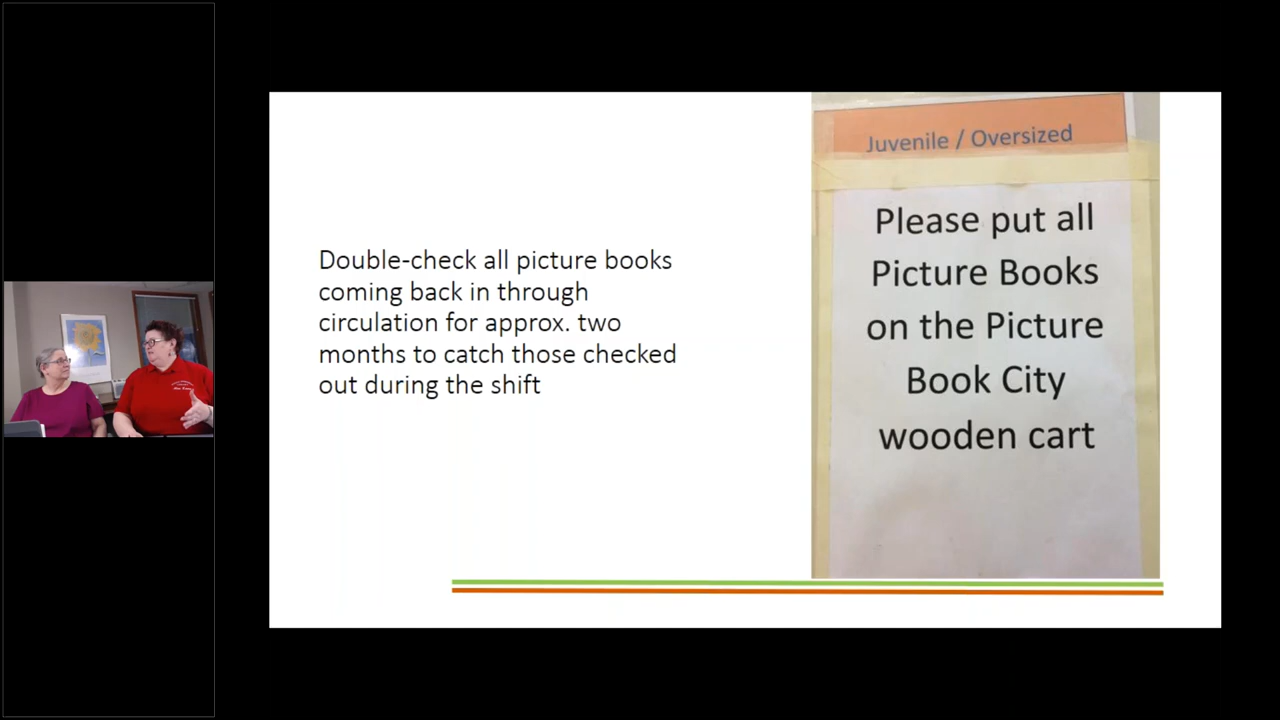 Double-check all picture books
coming back in through
circulation for approx. two
months to catch those checked
out during the shift
Juvenile / Oversized
Please put all
Picture Books
on the Picture
Book City
wooden cart